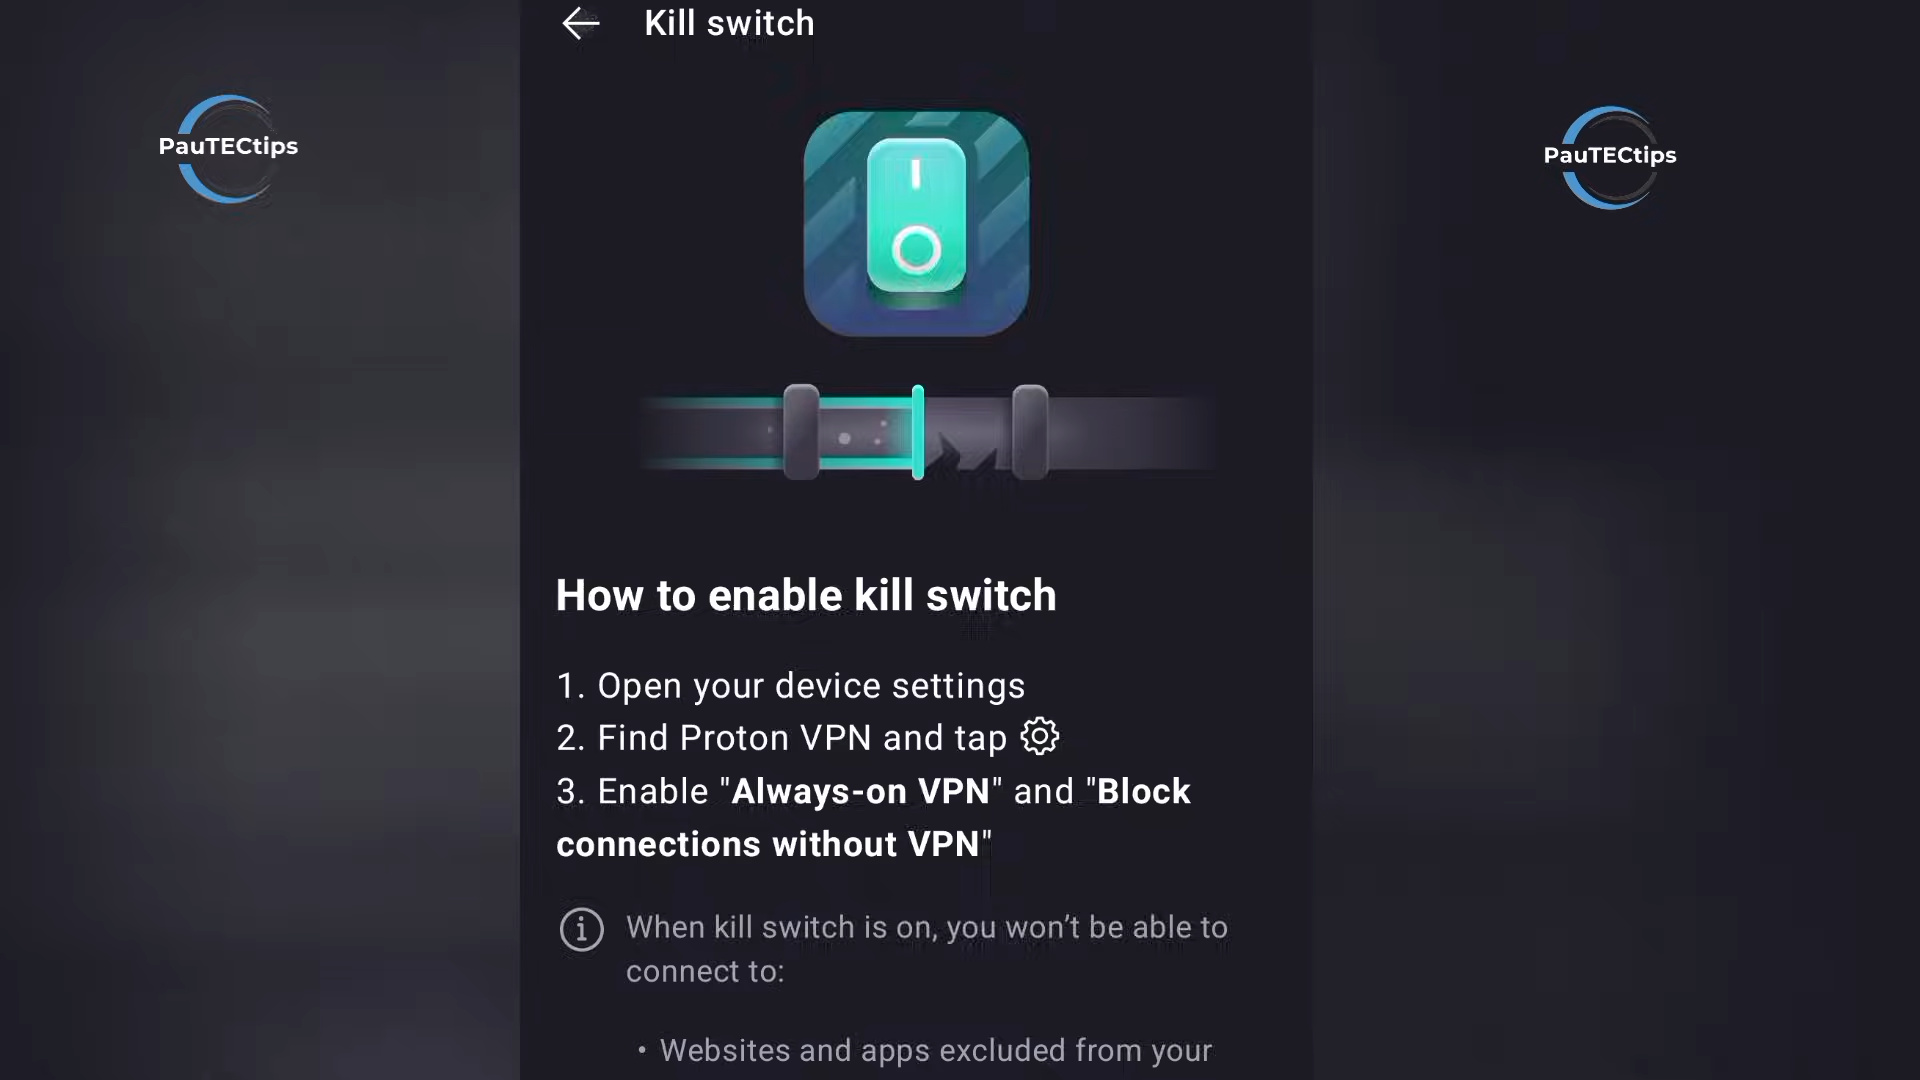 Kill switch
PauTECtips
PauTECtips
How to enable kill switch
1. Open your device settings
2. Find Proton VPN and tap
3. Enable "Always-on VPN" and "Block
connections without VPN"
When kill switch is on, you won’t be able to
connect to:
• Websites and apps excluded from your